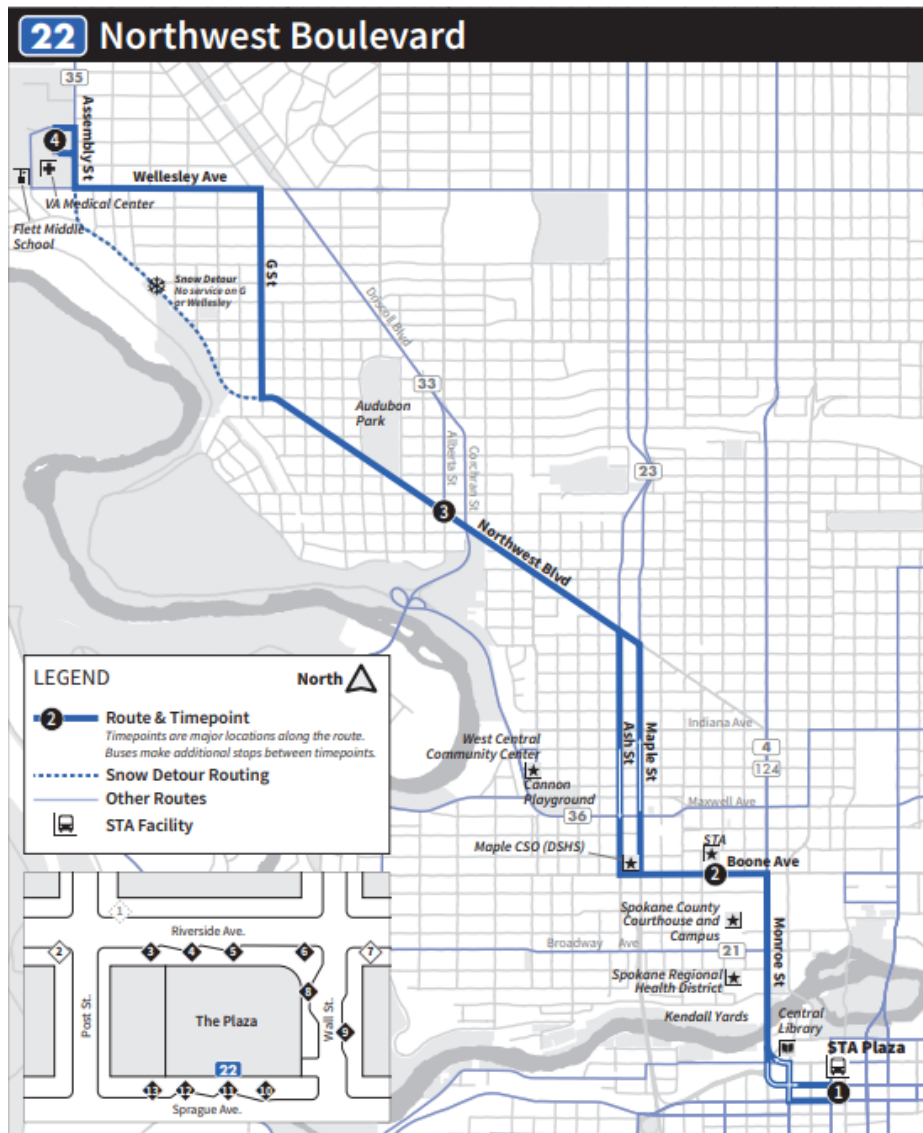 22 Northwest Boulevard
35
Assembly St
4
Wellesley Ave
VA Medical Center
Flett Middle
School
G St
Snow Detour
No service on G
or Wellesley
Driscoll Blvd
33
Audubon
Park
Alberta St
Cochran St
23
3
Northwest Blvd
LEGEND
North
2
Route & Timepoint
Timepoints are major locations along the route.
Buses make additional stops between timepoints.
Snow Detour Routing
Other Routes
STA Facility
Indiana Ave
Ash St
Maple St
4
124
West Central
Community Center
Cannon
Playground
36
Maxwell Ave
Maple CSO (DSHS)
STA
2
Boone Ave
Spokane County
Courthouse and
Campus
Broadway Ave
21
Monroe St
Spokane Regional
Health District
Kendall Yards
Central
Library
STA Plaza
1
1
Riverside Ave.
2
3
4
5
6
7
8
9
Post St.
The Plaza
Wall St.
22
13
12
11
10
Sprague Ave.